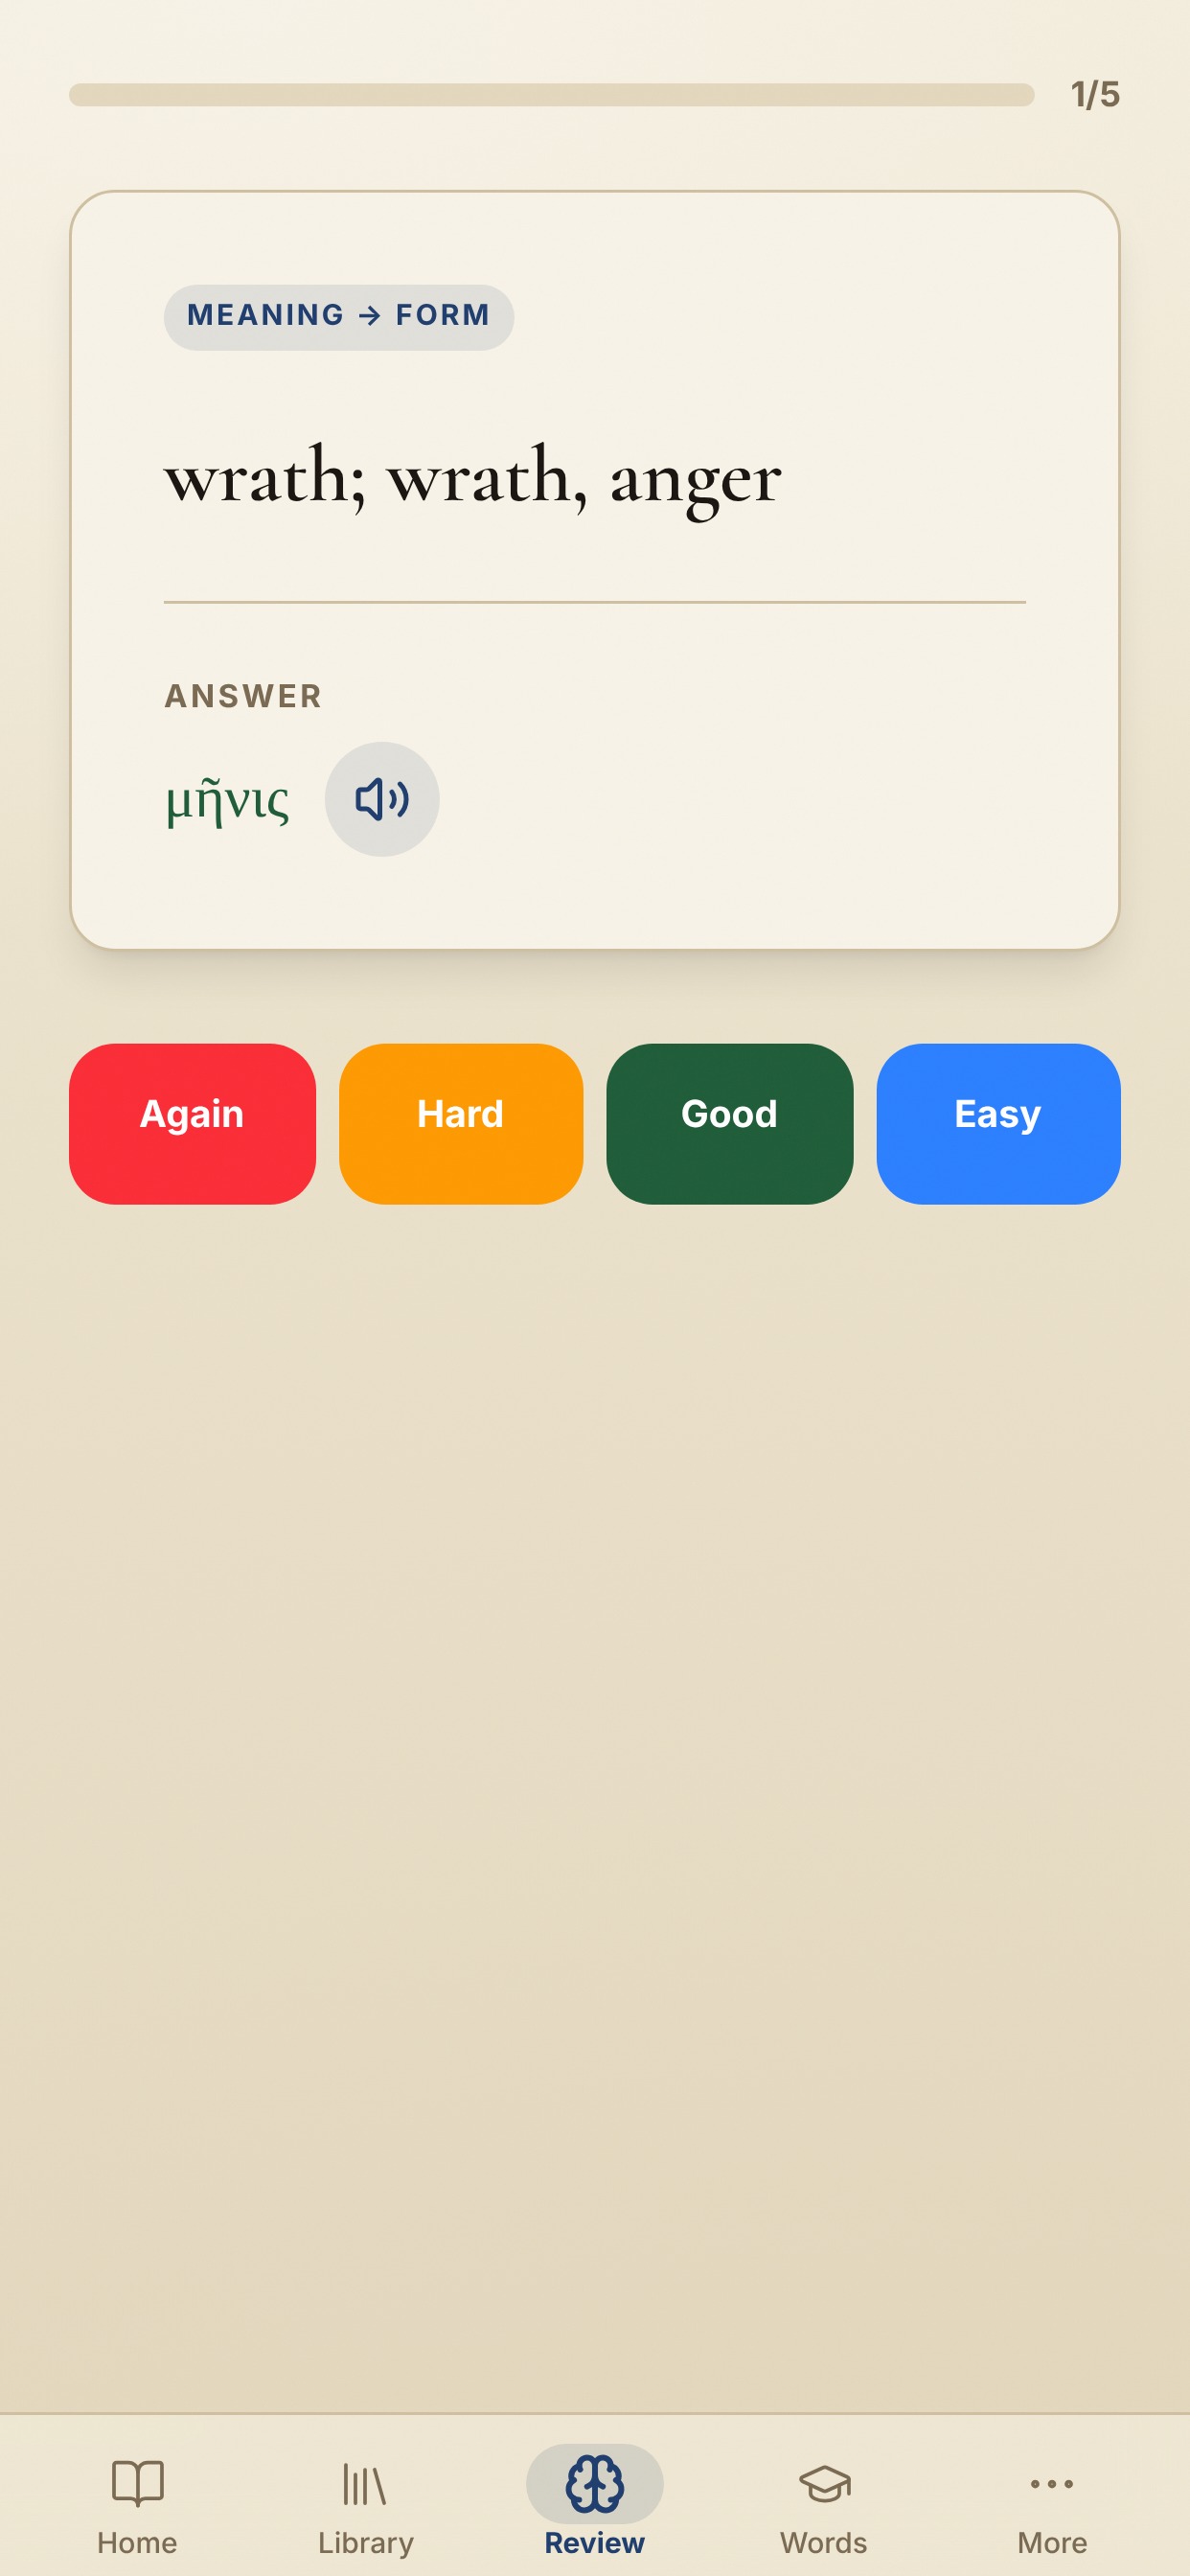 1/5
MEANING → FORM
wrath; wrath, anger
ANSWER
μῆνις
Again Hard Good Easy
Home Library Review Words More